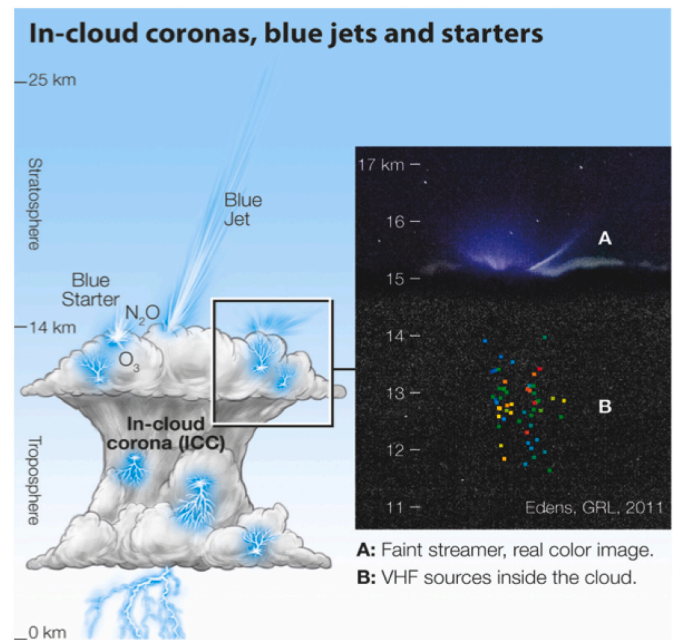 In-cloud coronas, blue jets and starters
25 km
Stratosphere
Blue
Jet
Blue
Starter
N₂O
14 km
O₃
In-cloud
corona (ICC)
Troposphere
0 km
17 km
16
A
15
14
13
B
12
11
Edens, GRL, 2011
A: Faint streamer, real color image.
B: VHF sources inside the cloud.